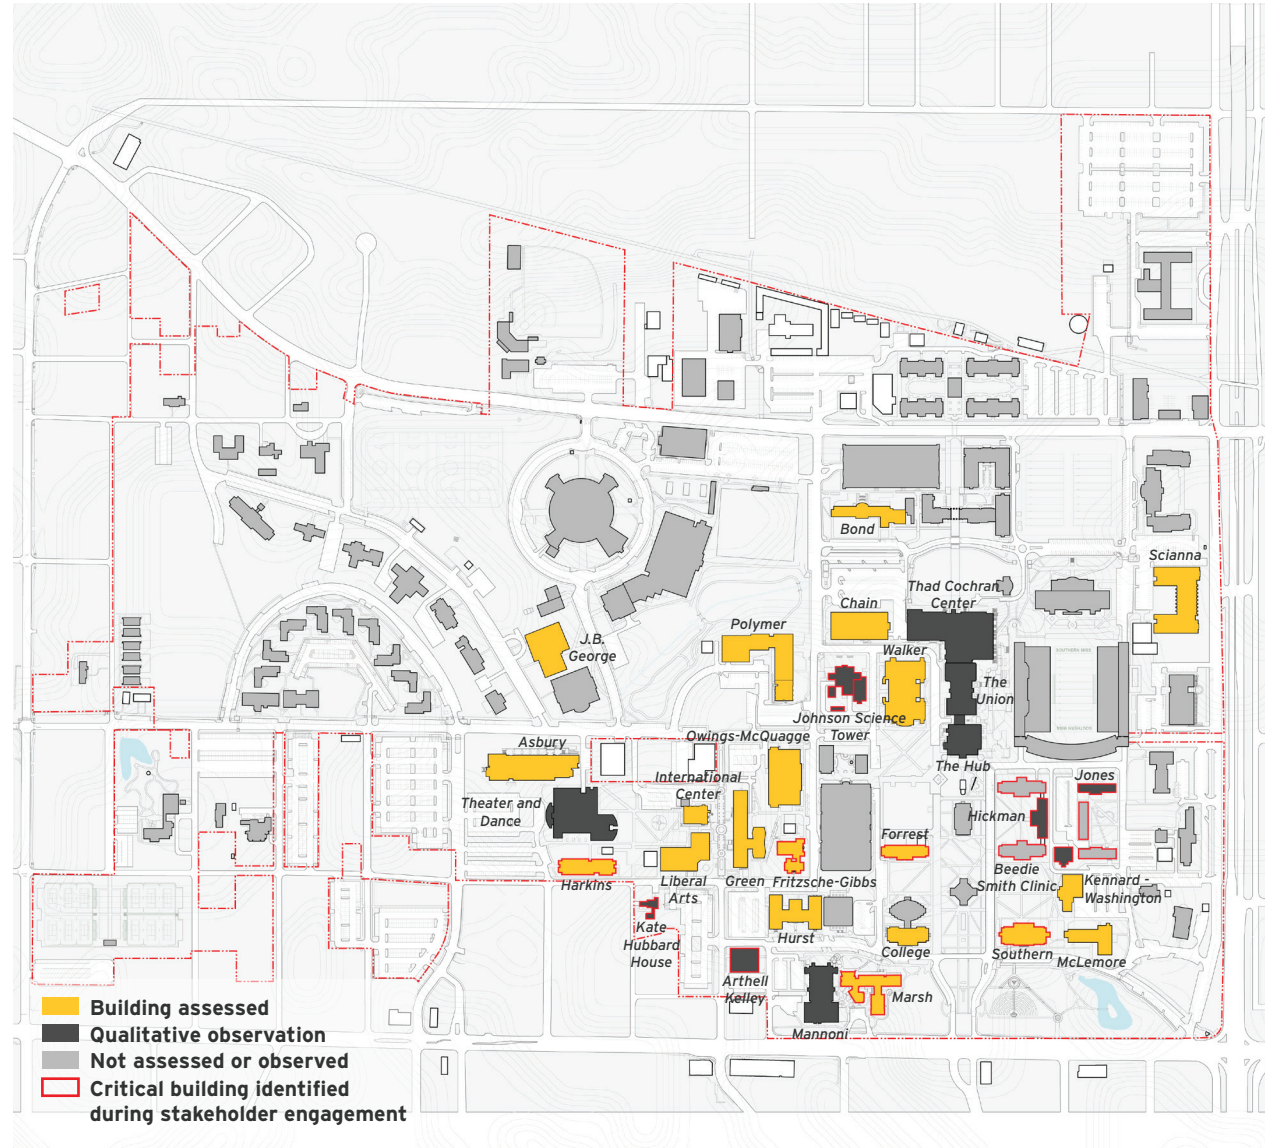 Bond
Scianna
Thad Cochran
Center
Chain
Polymer
J.B.
George
Walker
The
Union
SOUTHERN MISS
Johnson Science
Tower
Owings-McQuagge
Asbury
The Hub
/
International
Center
Jones
Theater and
Dance
Hickman
Forrest
Harkins
Liberal
Arts
Green
Fritzsche-Gibbs
Beedie
Smith Clinic
Kennard -
Washington
Kate
Hubbard
House
Hurst
College
Southern
McLemore
Arthell
Kelley
Marsh
Mannoni
Building assessed
Qualitative observation
Not assessed or observed
Critical building identified
during stakeholder engagement